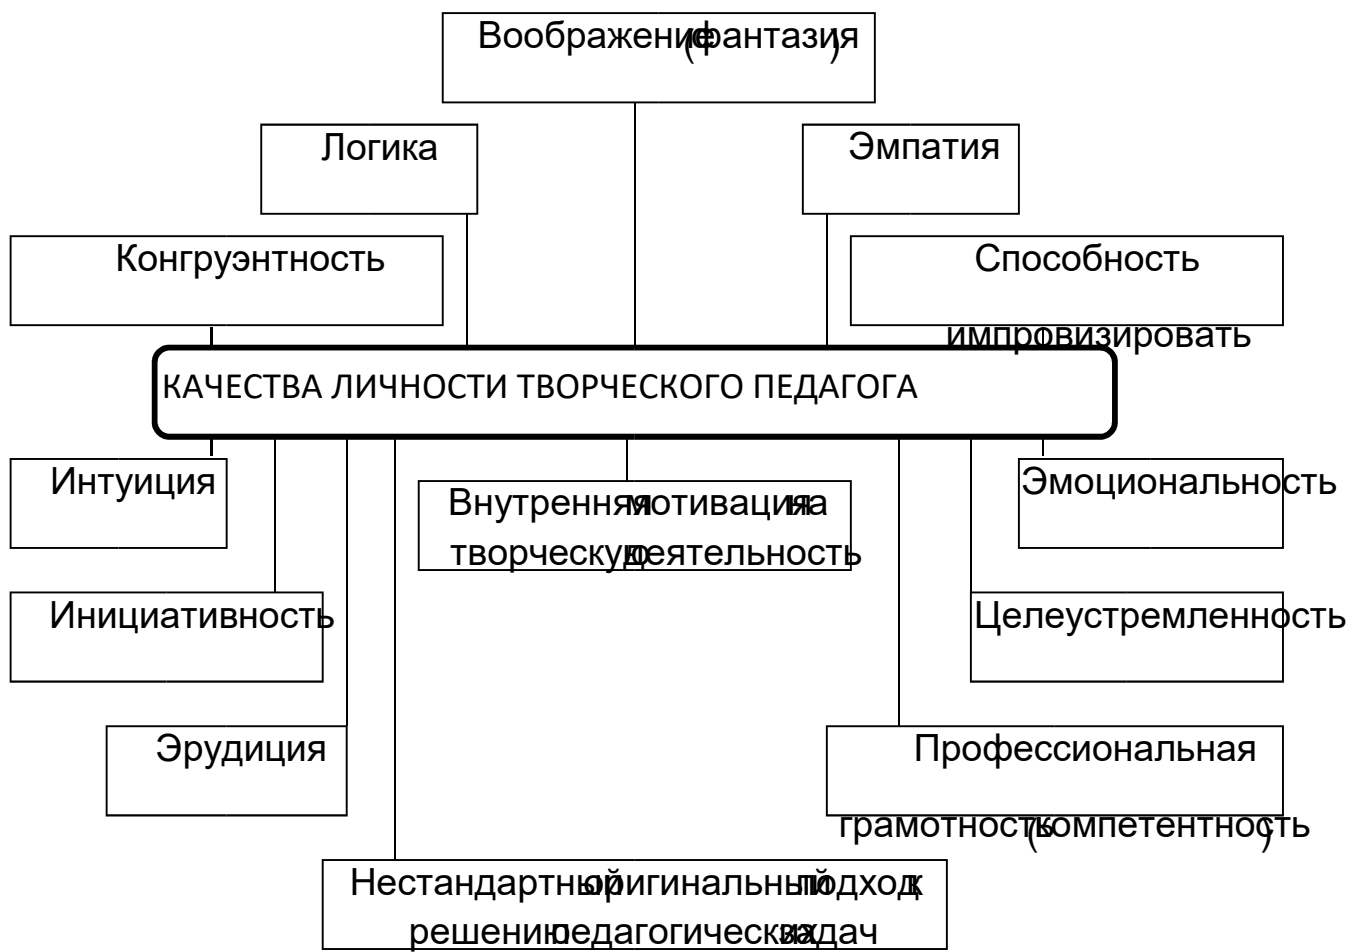 Воображение (фантазия)
Логика
Эмпатия
Конгруэнтность
Способность
импровизировать
КАЧЕСТВА ЛИЧНОСТИ ТВОРЧЕСКОГО ПЕДАГОГА
Интуиция
Внутренняя мотивация на
творческую деятельность
Эмоциональность
Инициативность
Целеустремленность
Эрудиция
Профессиональная
грамотность (компетентность)
Нестандартный оригинальный подход к
решению педагогических задач